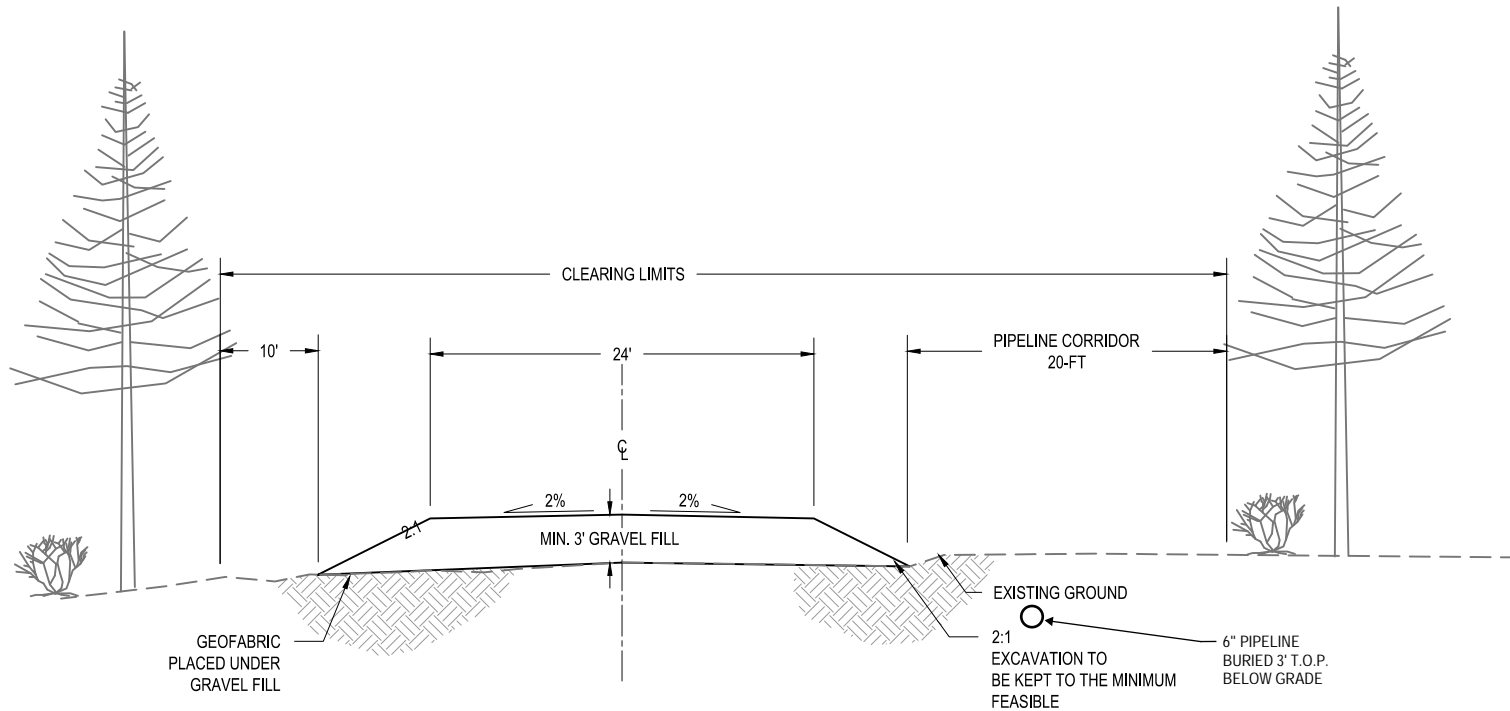 CLEARING LIMITS
10'
24'
PIPELINE CORRIDOR
20-FT
℄
2%
2%
2:1
MIN. 3' GRAVEL FILL
GEOFABRIC
PLACED UNDER
GRAVEL FILL
EXISTING GROUND
2:1
EXCAVATION TO
BE KEPT TO THE MINIMUM
FEASIBLE
6" PIPELINE
BURIED 3' T.O.P.
BELOW GRADE